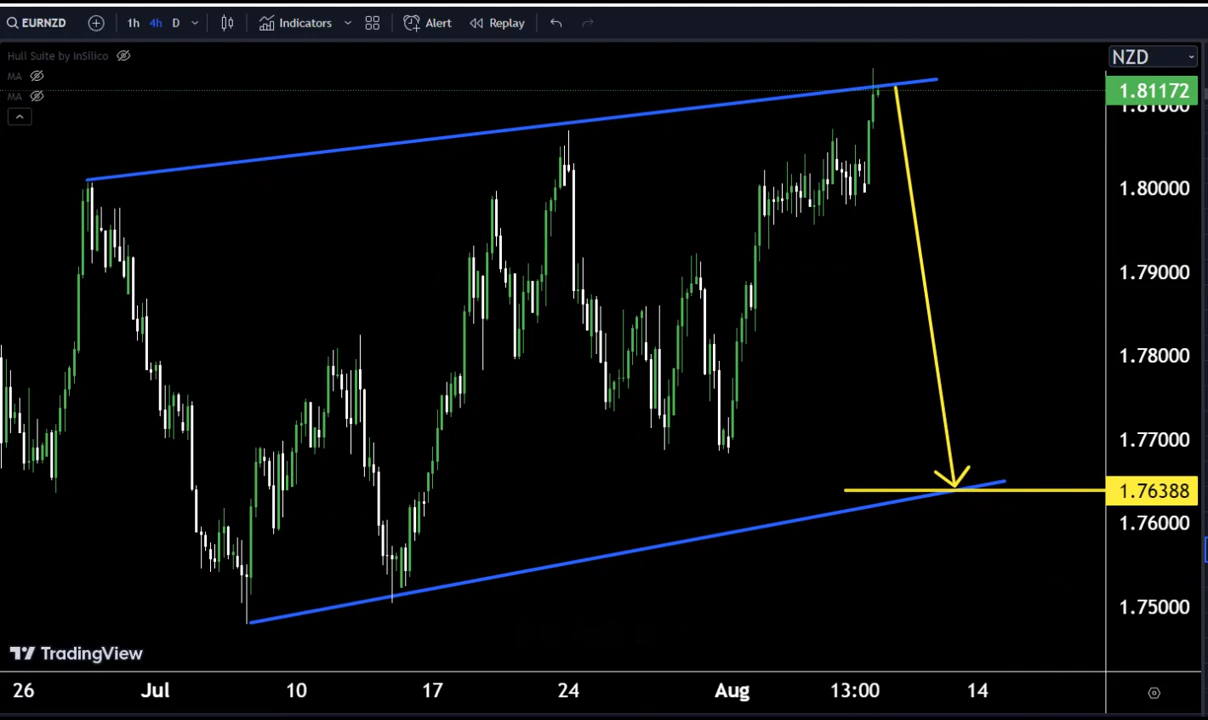 EURNZD 1h 4h D Indicators Alert Replay
Hull Suite by InSilico
MA
MA
NZD
1.81172
1.81000
1.80000
1.79000
1.78000
1.77000
1.76388
1.76000
1.75000
TradingView
26 Jul 10 17 24 Aug 13:00 14